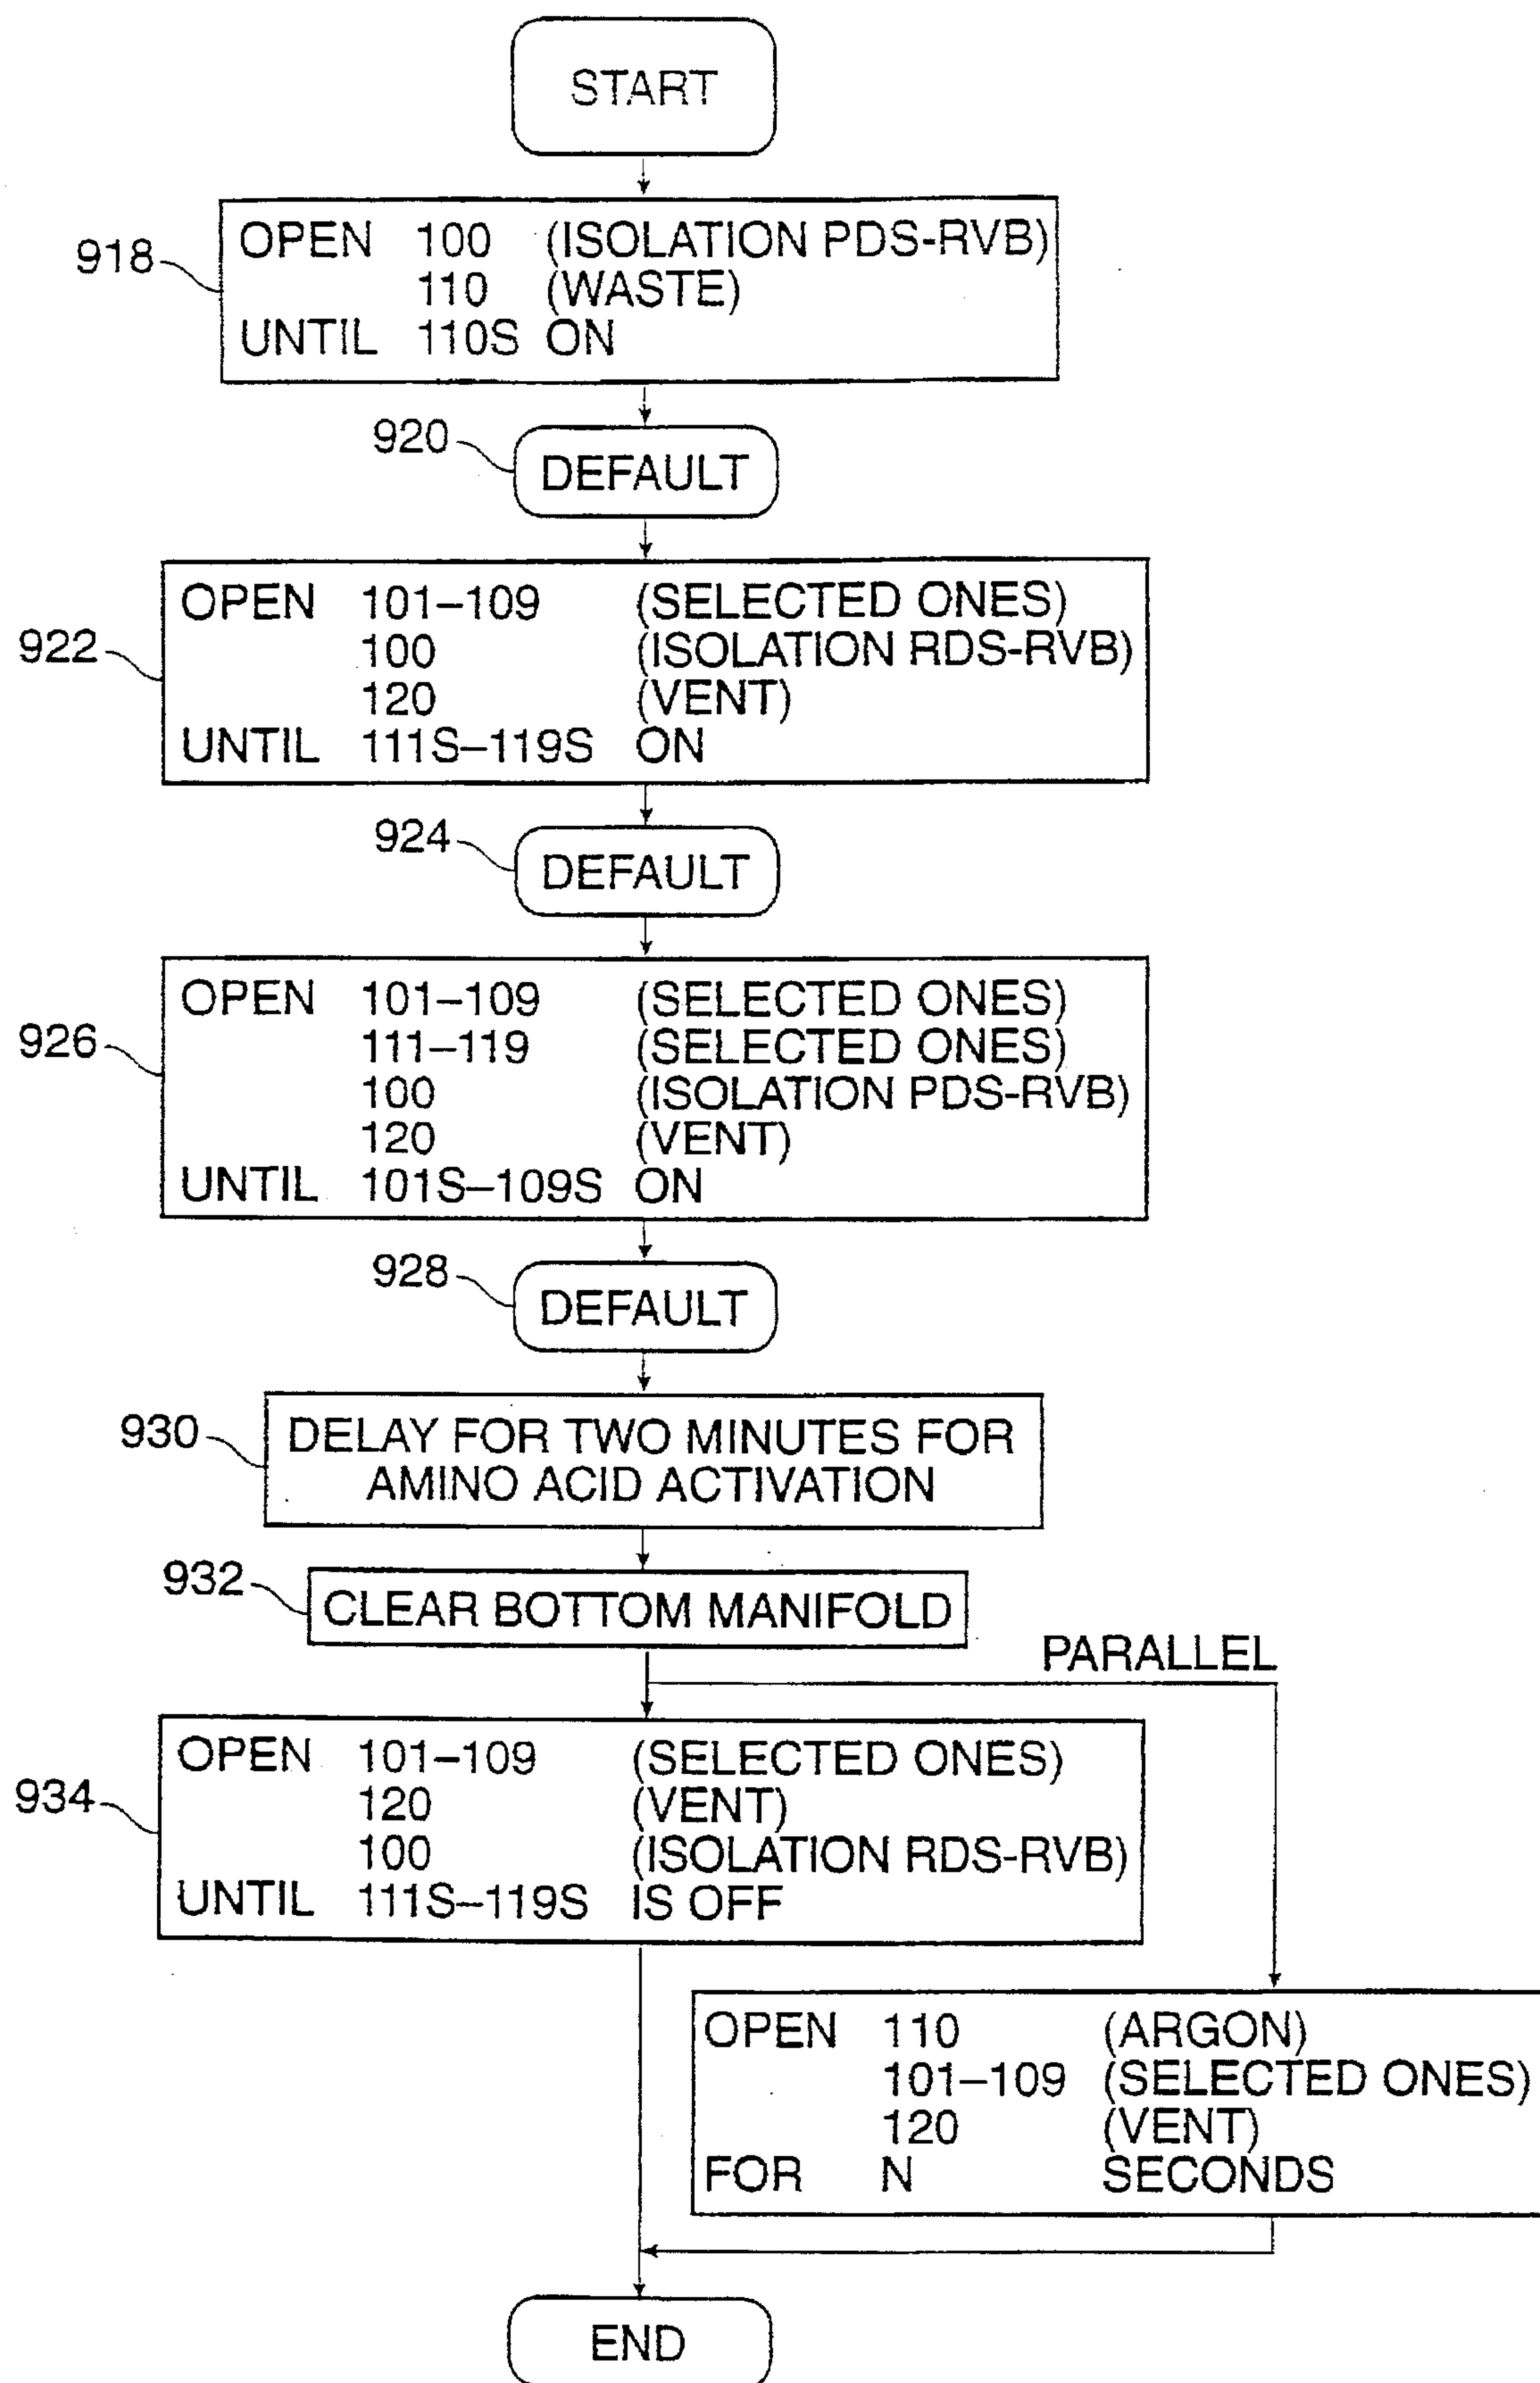 START
918
OPEN 100 (ISOLATION PDS-RVB)
110 (WASTE)
UNTIL 110S ON
920
DEFAULT
922
OPEN 101–109 (SELECTED ONES)
100 (ISOLATION RDS-RVB)
120 (VENT)
UNTIL 111S–119S ON
924
DEFAULT
926
OPEN 101–109 (SELECTED ONES)
111–119 (SELECTED ONES)
100 (ISOLATION PDS-RVB)
120 (VENT)
UNTIL 101S–109S ON
928
DEFAULT
930
DELAY FOR TWO MINUTES FOR
AMINO ACID ACTIVATION
932
CLEAR BOTTOM MANIFOLD
PARALLEL
934
OPEN 101–109 (SELECTED ONES)
120 (VENT)
100 (ISOLATION RDS-RVB)
UNTIL 111S–119S IS OFF
OPEN 110 (ARGON)
101–109 (SELECTED ONES)
120 (VENT)
FOR N SECONDS
END